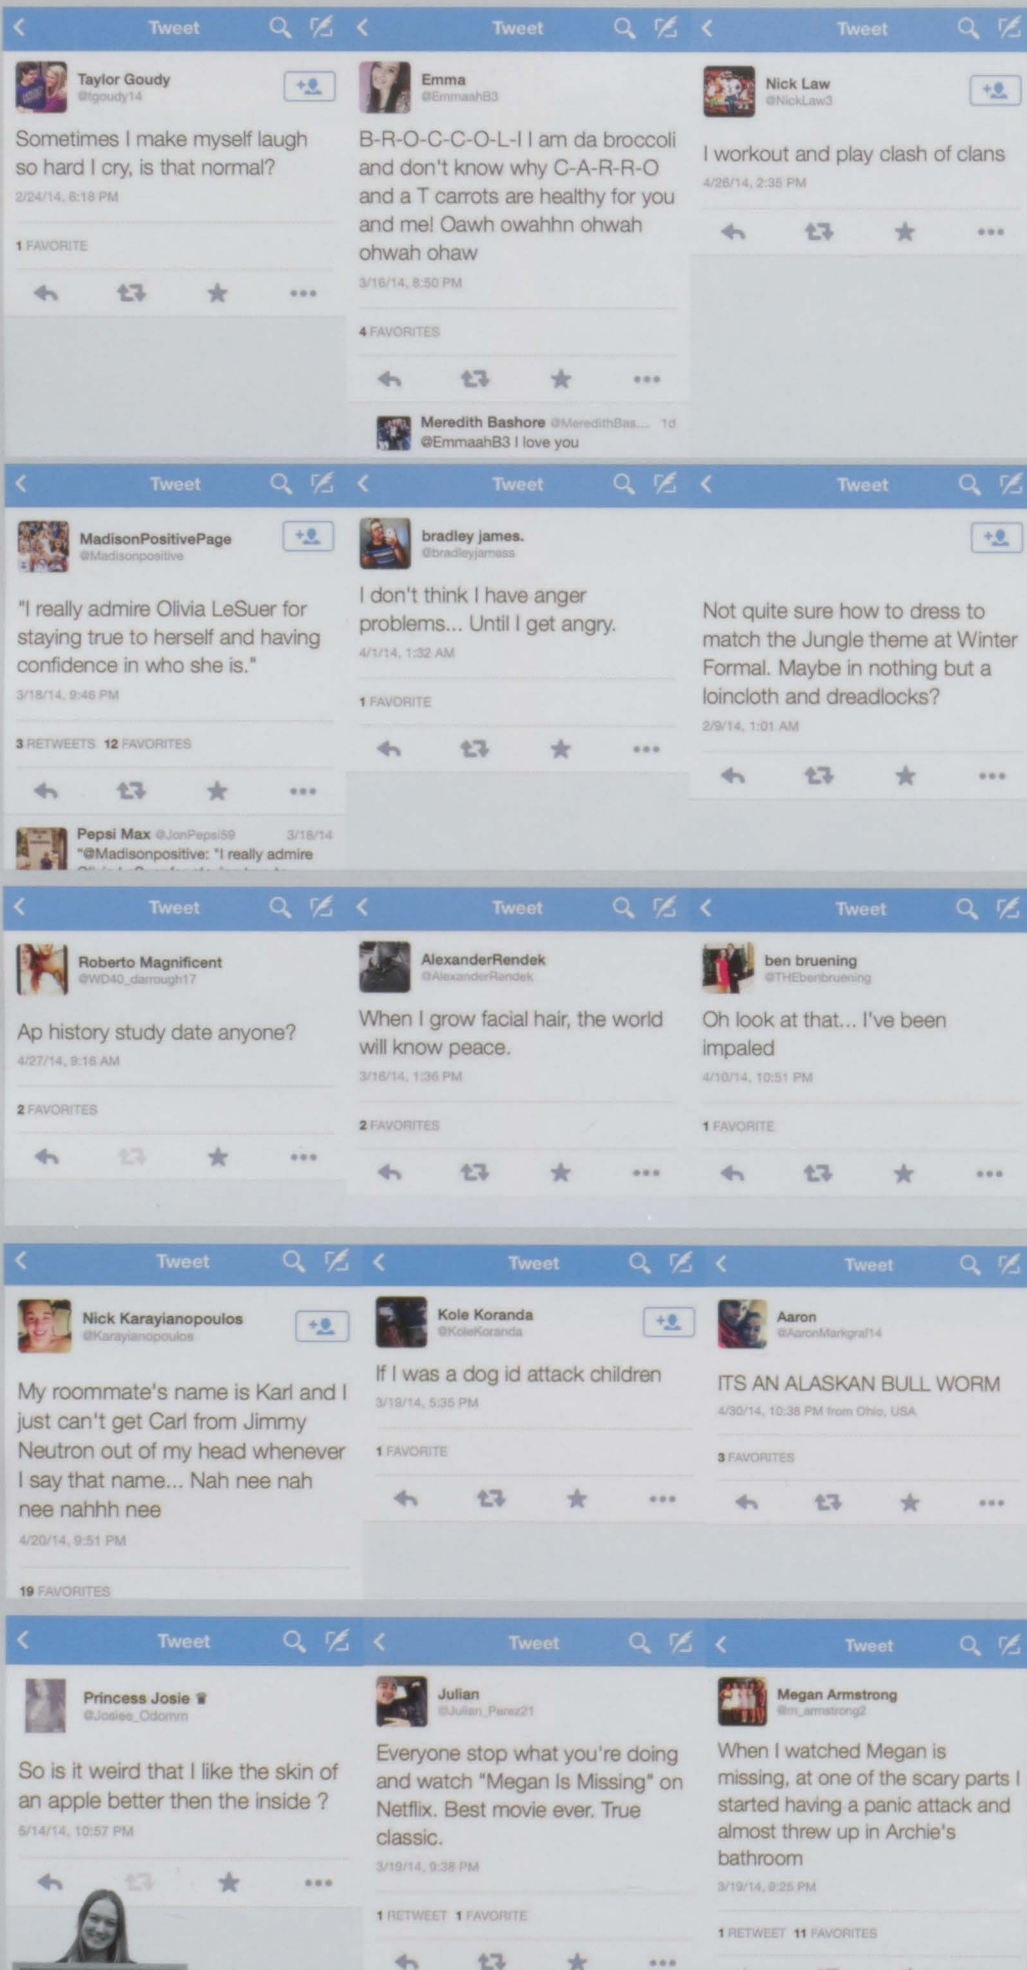 Tweet
Taylor Goudy
@tgoudy14
Sometimes I make myself laugh
so hard I cry, is that normal?
2/24/14, 6:18 PM
1 FAVORITE
Tweet
Emma
@EmmaahB3
B-R-O-C-C-O-L-I I am da broccoli
and don't know why C-A-R-R-O
and a T carrots are healthy for you
and me! Oawh owahhn ohwah
ohwah ohaw
3/16/14, 8:50 PM
4 FAVORITES
Meredith Bashore @MeredithBas... 1d
@EmmaahB3 I love you
Tweet
Nick Law
@NickLaw3
I workout and play clash of clans
4/26/14, 2:35 PM
Tweet
MadisonPositivePage
@Madisonpositive
"I really admire Olivia LeSuer for
staying true to herself and having
confidence in who she is."
3/18/14, 9:46 PM
3 RETWEETS 12 FAVORITES
Pepsi Max @JonPepsi59 3/18/14
"@Madisonpositive: "I really admire
Tweet
bradley james.
@bradleyjamess
I don't think I have anger
problems... Until I get angry.
4/1/14, 1:32 AM
1 FAVORITE
Tweet
Not quite sure how to dress to
match the Jungle theme at Winter
Formal. Maybe in nothing but a
loincloth and dreadlocks?
2/9/14, 1:01 AM
Tweet
Roberto Magnificent
@WD40_darrough17
Ap history study date anyone?
4/27/14, 9:16 AM
2 FAVORITES
Tweet
AlexanderRendek
@AlexanderRendek
When I grow facial hair, the world
will know peace.
3/16/14, 1:36 PM
2 FAVORITES
Tweet
ben bruening
@THEbenbruening
Oh look at that... I've been
impaled
4/10/14, 10:51 PM
1 FAVORITE
Tweet
Nick Karayianopoulos
@Karayianopoulos
My roommate's name is Karl and I
just can't get Carl from Jimmy
Neutron out of my head whenever
I say that name... Nah nee nah
nee nahhh nee
4/20/14, 9:51 PM
19 FAVORITES
Tweet
Kole Koranda
@KoleKoranda
If I was a dog id attack children
3/19/14, 5:35 PM
1 FAVORITE
Tweet
Aaron
@AaronMarkgraf14
ITS AN ALASKAN BULL WORM
4/30/14, 10:36 PM from Ohio, USA
3 FAVORITES
Tweet
Princess Josie ♛
@Josiee_Odomm
So is it weird that I like the skin of
an apple better then the inside ?
5/14/14, 10:57 PM
Tweet
Julian
@Julian_Perez21
Everyone stop what you're doing
and watch "Megan Is Missing" on
Netflix. Best movie ever. True
classic.
3/19/14, 9:38 PM
1 RETWEET 1 FAVORITE
Tweet
Megan Armstrong
@m_armstrong2
When I watched Megan is
missing, at one of the scary parts I
started having a panic attack and
almost threw up in Archie's
bathroom
3/19/14, 9:25 PM
1 RETWEET 11 FAVORITES